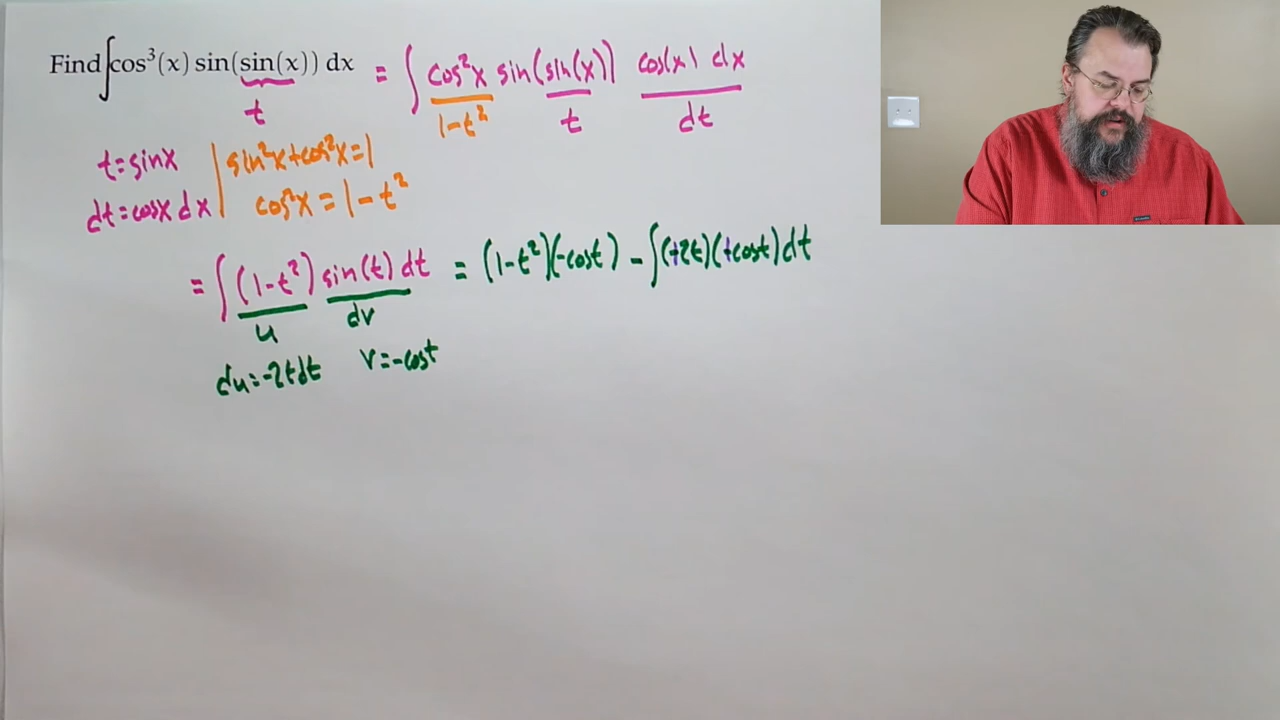 Find ∫cos³(x) sin(sin(x)) dx = ∫ cos²x sin(sin(x)) cos(x) dx
t 1-t² t dt
t=sinx | sin²x+cos²x=1
dt=cosx dx | cos²x = 1-t²
= ∫ (1-t²) sin(t) dt = (1-t²)(-cost) - ∫(+2t)(+cost)dt
u dv
du=-2tdt v=-cost